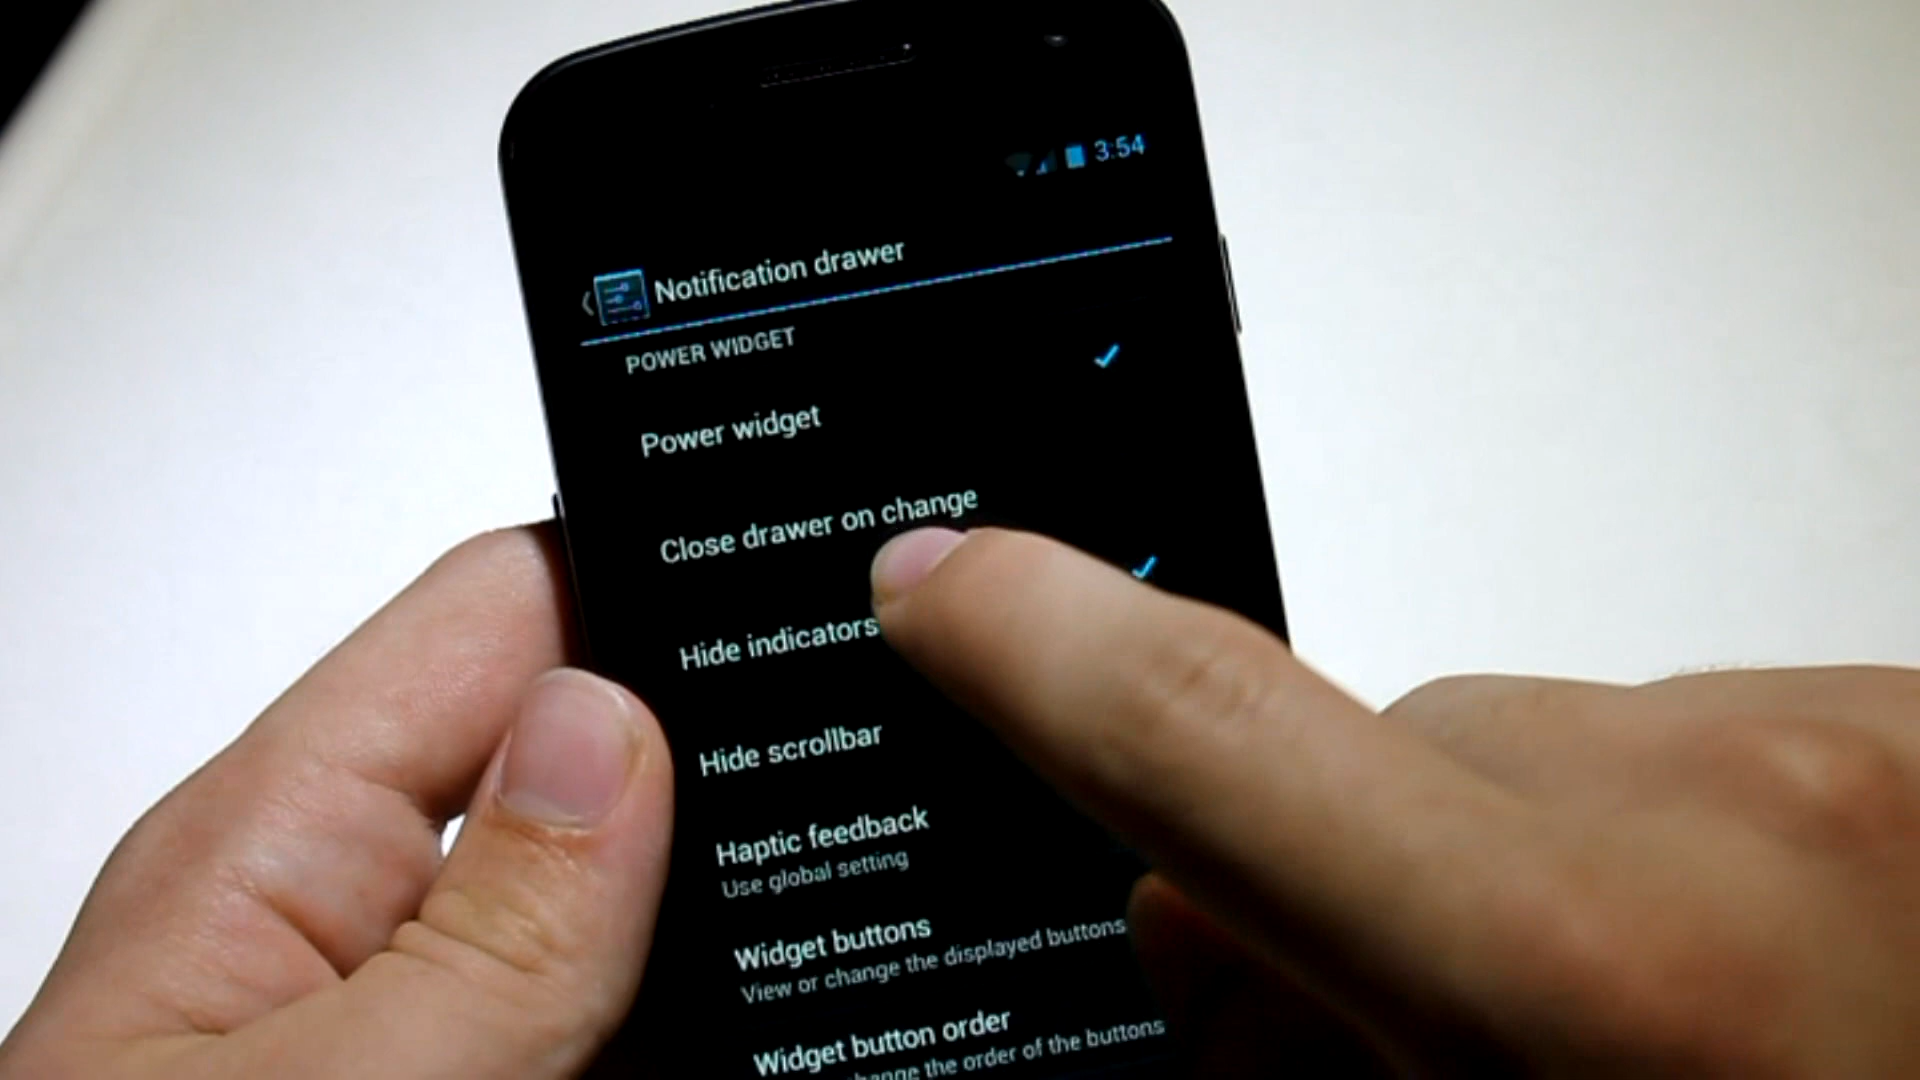 3:54
Notification drawer
POWER WIDGET
Power widget
Close drawer on change
Hide indicators
Hide scrollbar
Haptic feedback
Use global setting
Widget buttons
View or change the displayed buttons
Widget button order
change the order of the buttons